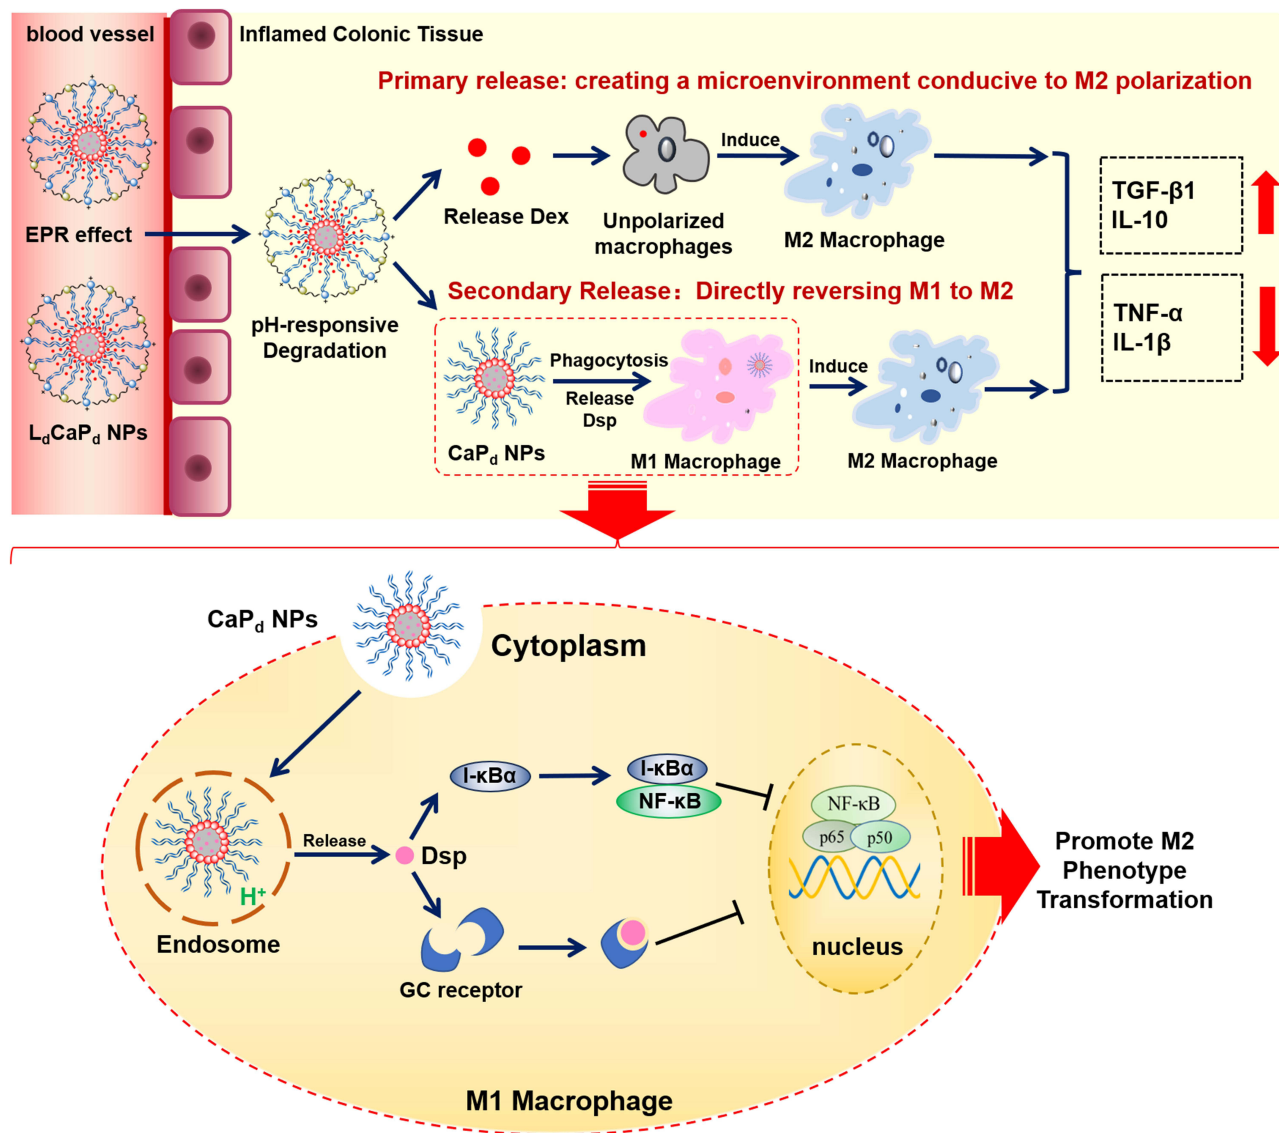 blood vessel
Inflamed Colonic Tissue
Primary release: creating a microenvironment conducive to M2 polarization
EPR effect
LdCaPd NPs
pH-responsive
Degradation
Release Dex
Unpolarized
macrophages
Induce
M2 Macrophage
TGF-β1
IL-10
TNF-α
IL-1β
Secondary Release：Directly reversing M1 to M2
CaPd NPs
Phagocytosis
Release
Dsp
M1 Macrophage
Induce
M2 Macrophage
CaPd NPs
Cytoplasm
H+
Endosome
Release
Dsp
I-κBα
I-κBα
NF-κB
GC receptor
NF-κB
p65
p50
nucleus
Promote M2
Phenotype
Transformation
M1 Macrophage